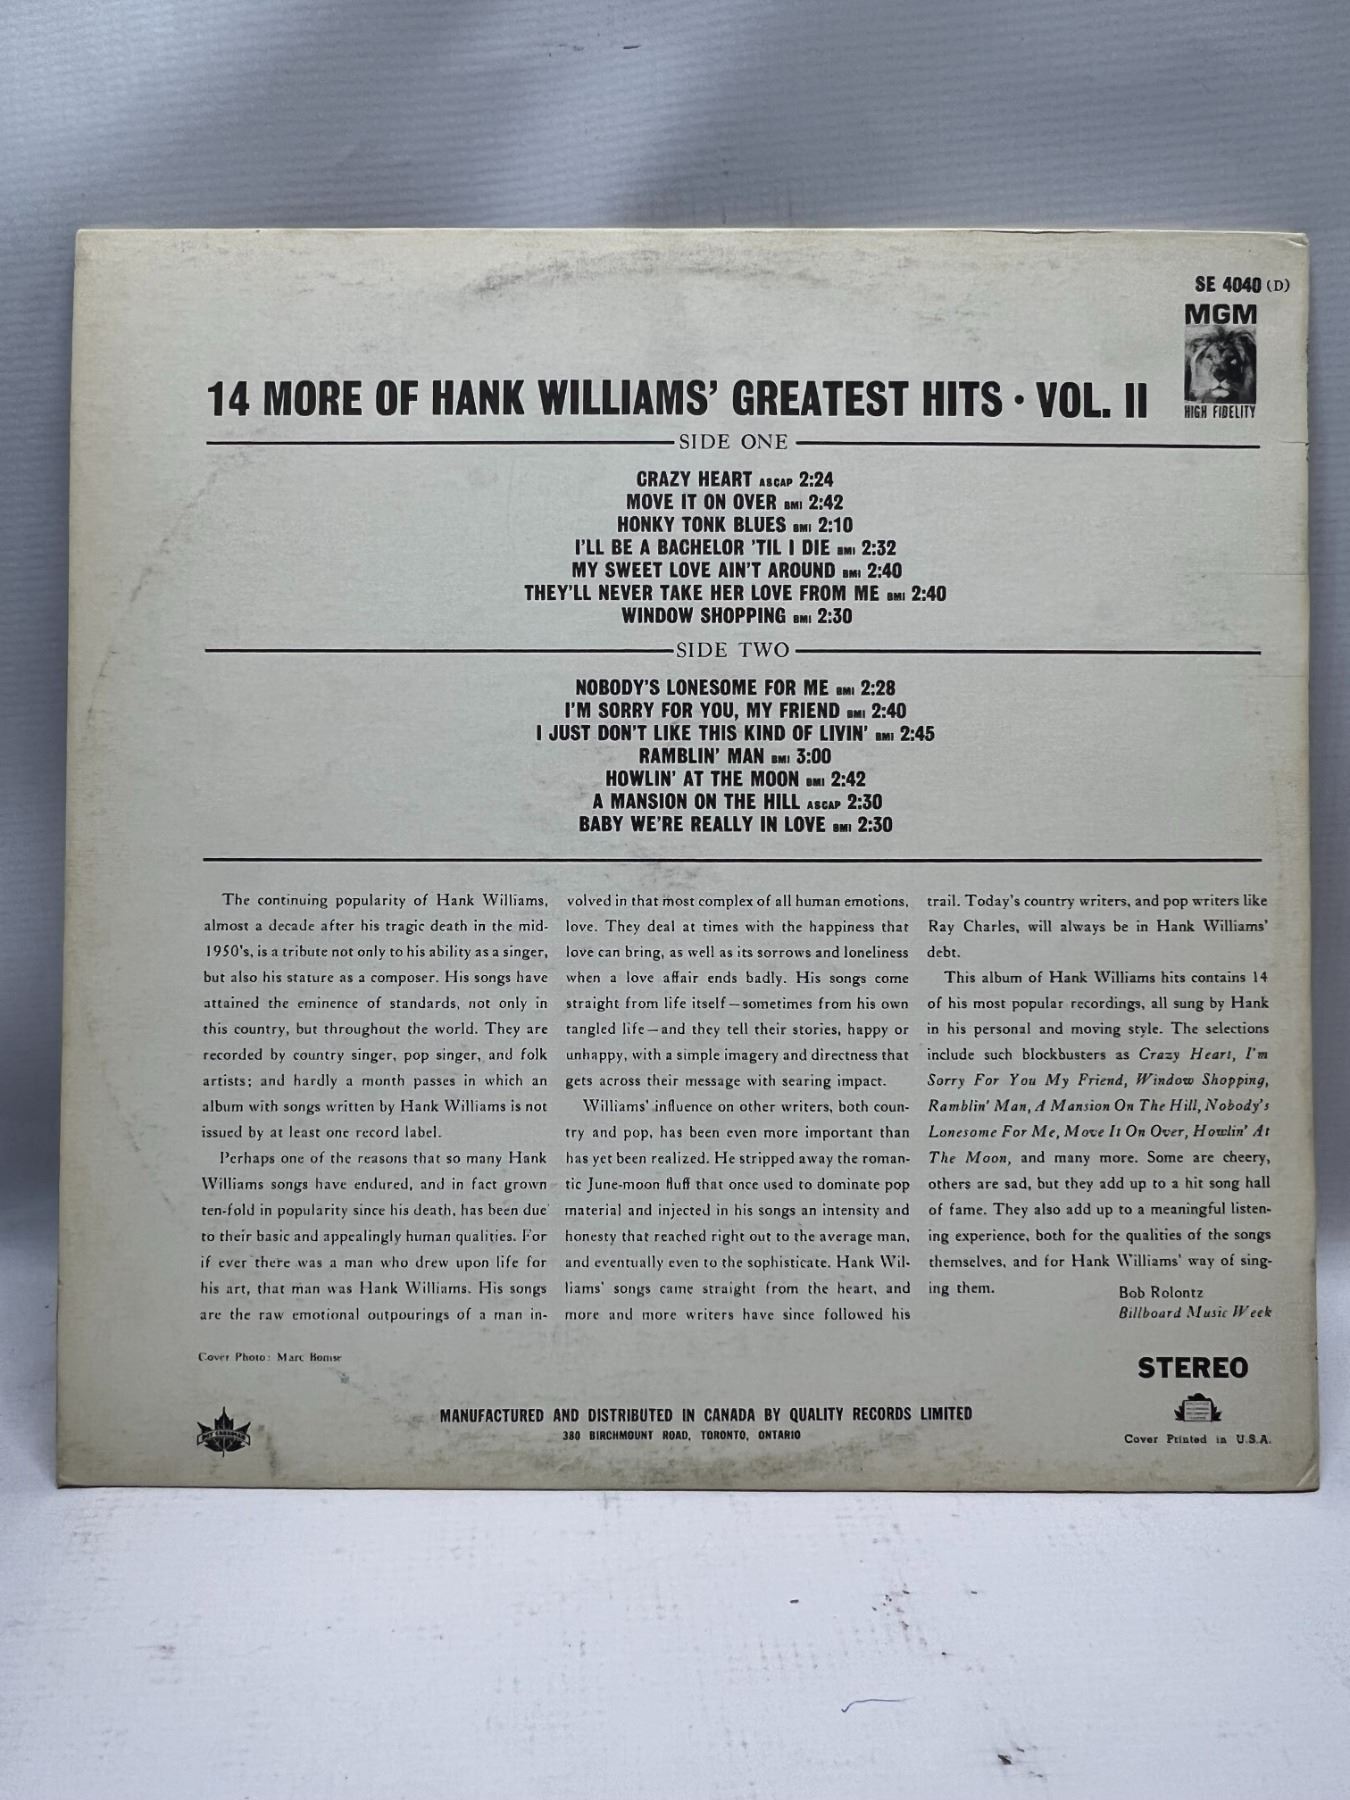 SE 4040 (D)
MGM
HIGH FIDELITY
14 MORE OF HANK WILLIAMS' GREATEST HITS • VOL. II
SIDE ONE
CRAZY HEART ASCAP 2:24
MOVE IT ON OVER BMI 2:42
HONKY TONK BLUES BMI 2:10
I'LL BE A BACHELOR 'TIL I DIE BMI 2:32
MY SWEET LOVE AIN'T AROUND BMI 2:40
THEY'LL NEVER TAKE HER LOVE FROM ME BMI 2:40
WINDOW SHOPPING BMI 2:30
SIDE TWO
NOBODY'S LONESOME FOR ME BMI 2:28
I'M SORRY FOR YOU, MY FRIEND BMI 2:40
I JUST DON'T LIKE THIS KIND OF LIVIN' BMI 2:45
RAMBLIN' MAN BMI 3:00
HOWLIN' AT THE MOON BMI 2:42
A MANSION ON THE HILL ASCAP 2:30
BABY WE'RE REALLY IN LOVE BMI 2:30
The continuing popularity of Hank Williams,
almost a decade after his tragic death in the mid-
1950's, is a tribute not only to his ability as a singer,
but also his stature as a composer. His songs have
attained the eminence of standards, not only in
this country, but throughout the world. They are
recorded by country singer, pop singer, and folk
artists; and hardly a month passes in which an
album with songs written by Hank Williams is not
issued by at least one record label.
Perhaps one of the reasons that so many Hank
Williams songs have endured, and in fact grown
ten-fold in popularity since his death, has been due
to their basic and appealingly human qualities. For
if ever there was a man who drew upon life for
his art, that man was Hank Williams. His songs
are the raw emotional outpourings of a man in-
volved in that most complex of all human emotions,
love. They deal at times with the happiness that
love can bring, as well as its sorrows and loneliness
when a love affair ends badly. His songs come
straight from life itself—sometimes from his own
tangled life—and they tell their stories, happy or
unhappy, with a simple imagery and directness that
gets across their message with searing impact.
Williams' influence on other writers, both coun-
try and pop, has been even more important than
has yet been realized. He stripped away the roman-
tic June-moon fluff that once used to dominate pop
material and injected in his songs an intensity and
honesty that reached right out to the average man,
and eventually even to the sophisticate. Hank Wil-
liams' songs came straight from the heart, and
more and more writers have since followed his
trail. Today's country writers, and pop writers like
Ray Charles, will always be in Hank Williams'
debt.
This album of Hank Williams hits contains 14
of his most popular recordings, all sung by Hank
in his personal and moving style. The selections
include such blockbusters as Crazy Heart, I'm
Sorry For You My Friend, Window Shopping,
Ramblin' Man, A Mansion On The Hill, Nobody's
Lonesome For Me, Move It On Over, Howlin' At
The Moon, and many more. Some are cheery,
others are sad, but they add up to a hit song hall
of fame. They also add up to a meaningful listen-
ing experience, both for the qualities of the songs
themselves, and for Hank Williams' way of sing-
ing them.
Bob Rolontz
Billboard Music Week
Cover Photo: Marc Bomse
STEREO
MANUFACTURED AND DISTRIBUTED IN CANADA BY QUALITY RECORDS LIMITED
380 BIRCHMOUNT ROAD, TORONTO, ONTARIO
Cover Printed in U.S.A.